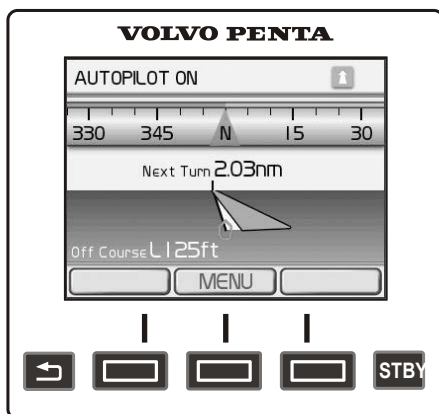 VOLVO PENTA
AUTOPILOT ON
330 345 N 15 30
Next Turn 2.03nm
Off Course L125ft
MENU
STBY